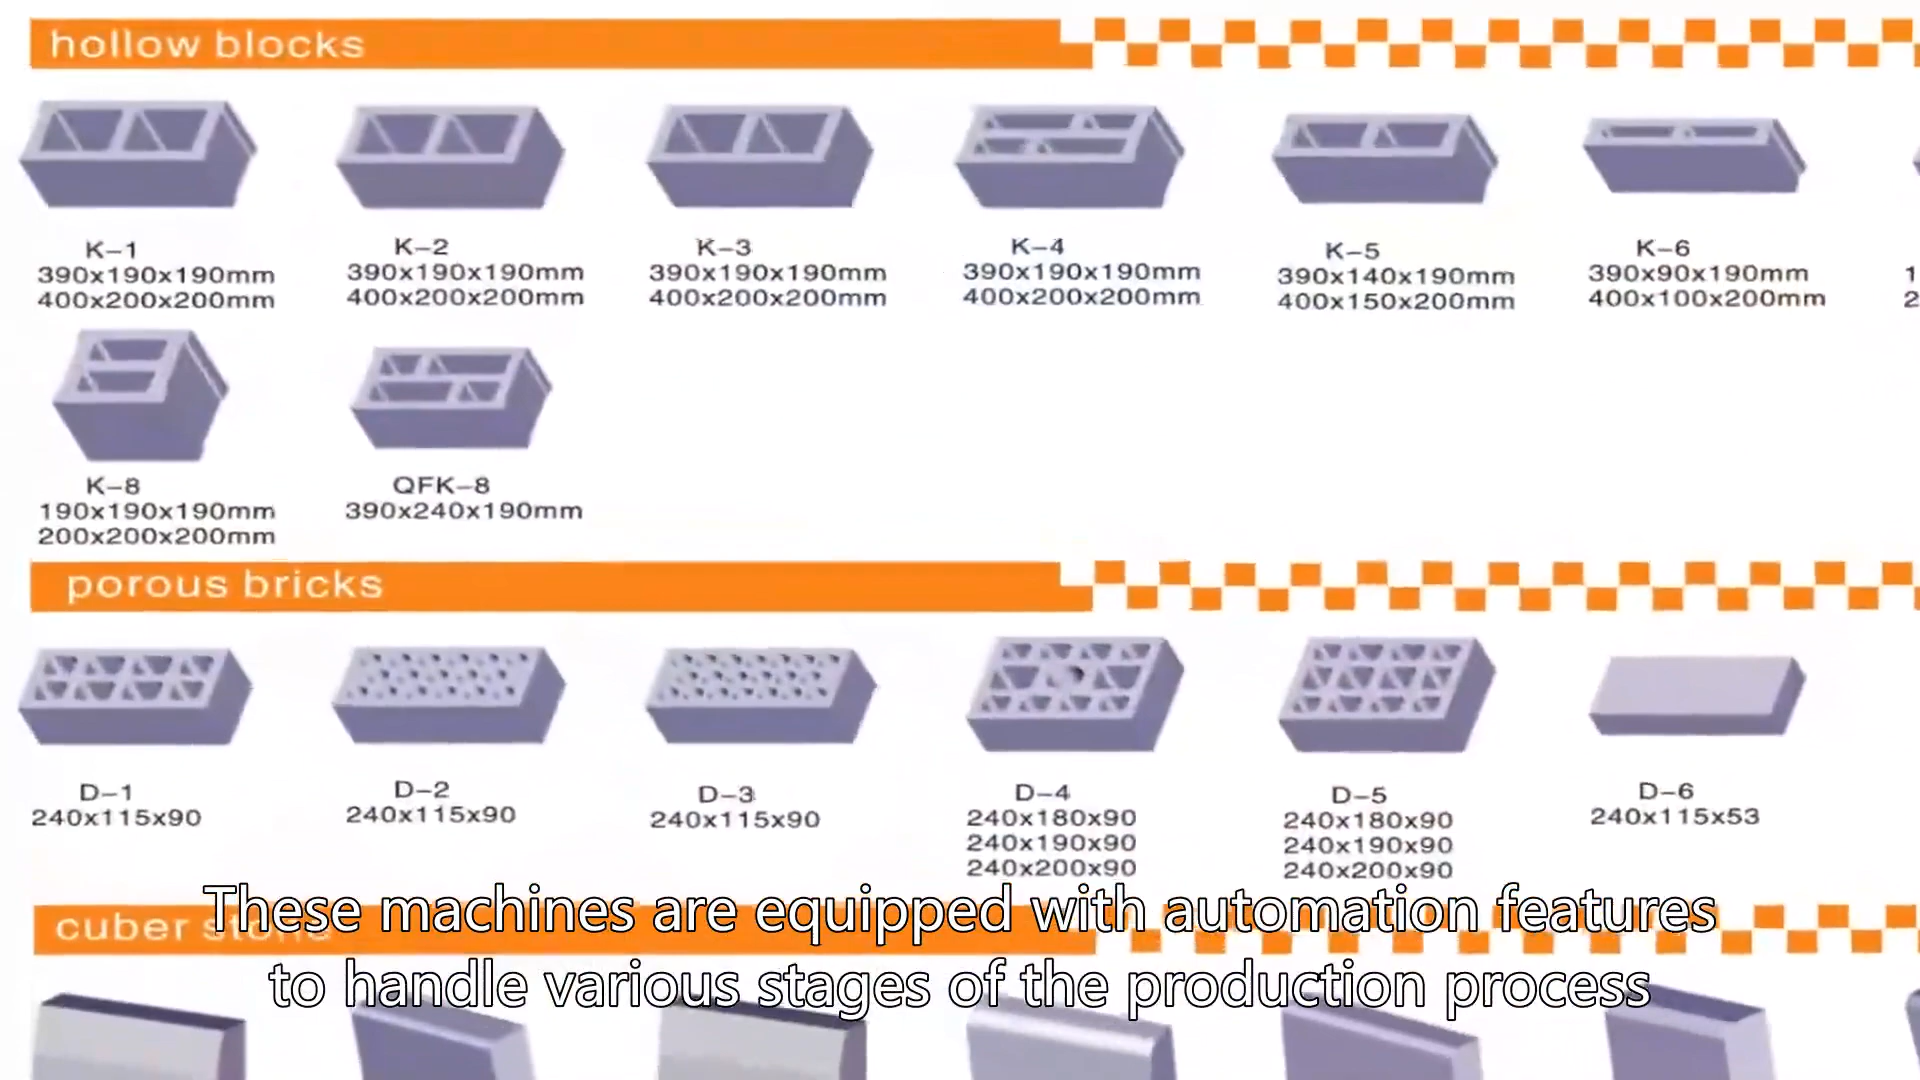 hollow blocks
K-1
390x190x190mm
400x200x200mm
K-2
390x190x190mm
400x200x200mm
K-3
390x190x190mm
400x200x200mm
K-4
390x190x190mm
400x200x200mm
K-5
390x140x190mm
400x150x200mm
K-6
390x90x190mm
400x100x200mm
K-8
190x190x190mm
200x200x200mm
QFK-8
390x240x190mm
porous bricks
D-1
240x115x90
D-2
240x115x90
D-3
240x115x90
D-4
240x180x90
240x190x90
240x200x90
D-5
240x180x90
240x190x90
240x200x90
D-6
240x115x53
cuber stone
These machines are equipped with automation features
to handle various stages of the production process